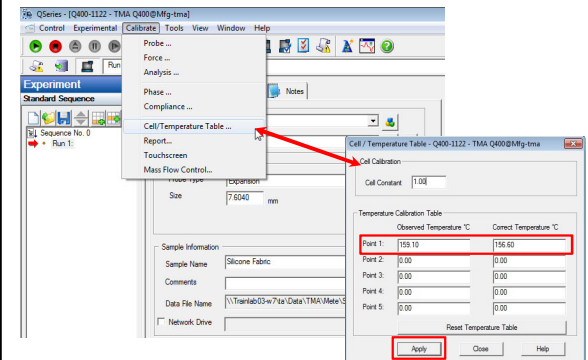 QSeries - [Q400-1122 - TMA Q400@Mfg-tma]
Control Experimental Calibrate Tools View Window Help
Run
Experiment
Standard Sequence
Sequence No. 0
Run 1:
Probe ...
Force ...
Analysis ...
Phase ...
Compliance ...
Cell/Temperature Table ...
Report...
Touchscreen
Mass Flow Control...
Notes
Probe Type Expansion
Size 7.6040 mm
Sample Information
Sample Name Silicone Fabric
Comments
Data File Name \\Trainlab03-w7\ta\Data\TMA\Mete\S
Network Drive
Cell / Temperature Table - Q400-1122 - TMA Q400@Mfg-tma
Cell Calibration
Cell Constant 1.00
Temperature Calibration Table
Observed Temperature °C Correct Temperature °C
Point 1: 159.10 156.60
Point 2: 0.00 0.00
Point 3: 0.00 0.00
Point 4: 0.00 0.00
Point 5: 0.00 0.00
Reset Temperature Table
Apply Close Help